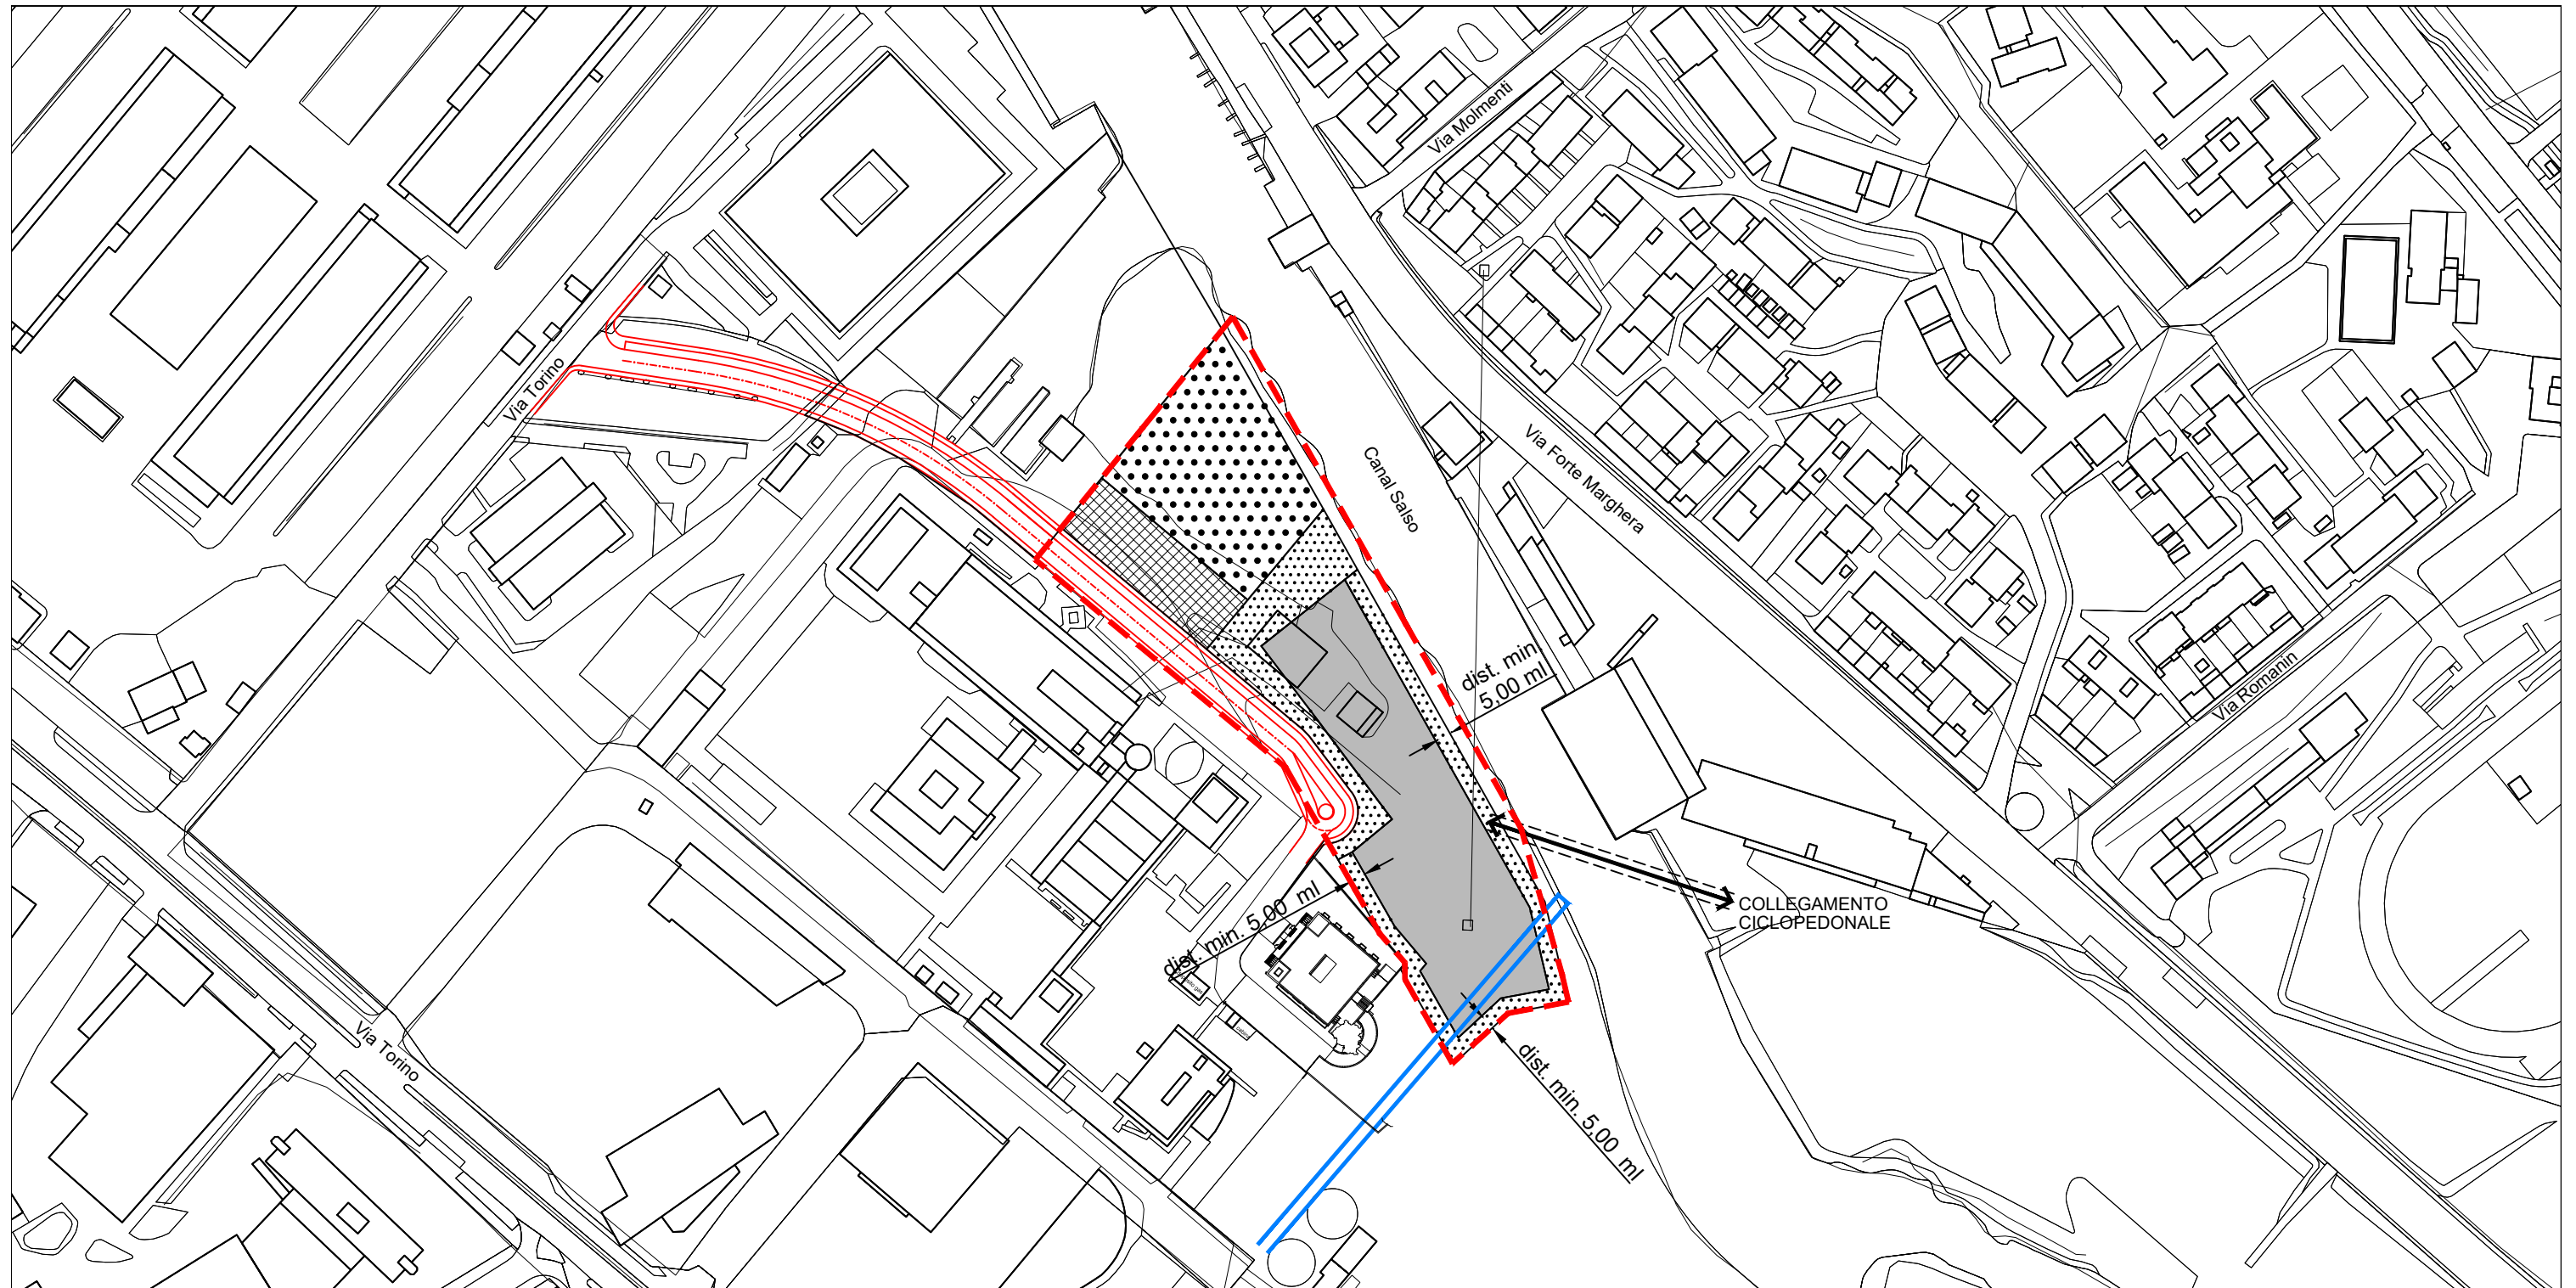 Via Molmenti
Via Torino
Canal Salso
Via Forte Marghera
dist. min.
5,00 ml
Via Romanin
dist. min. 5,00 ml
COLLEGAMENTO
CICLOPEDONALE
Via Torino
dist. min. 5,00 ml